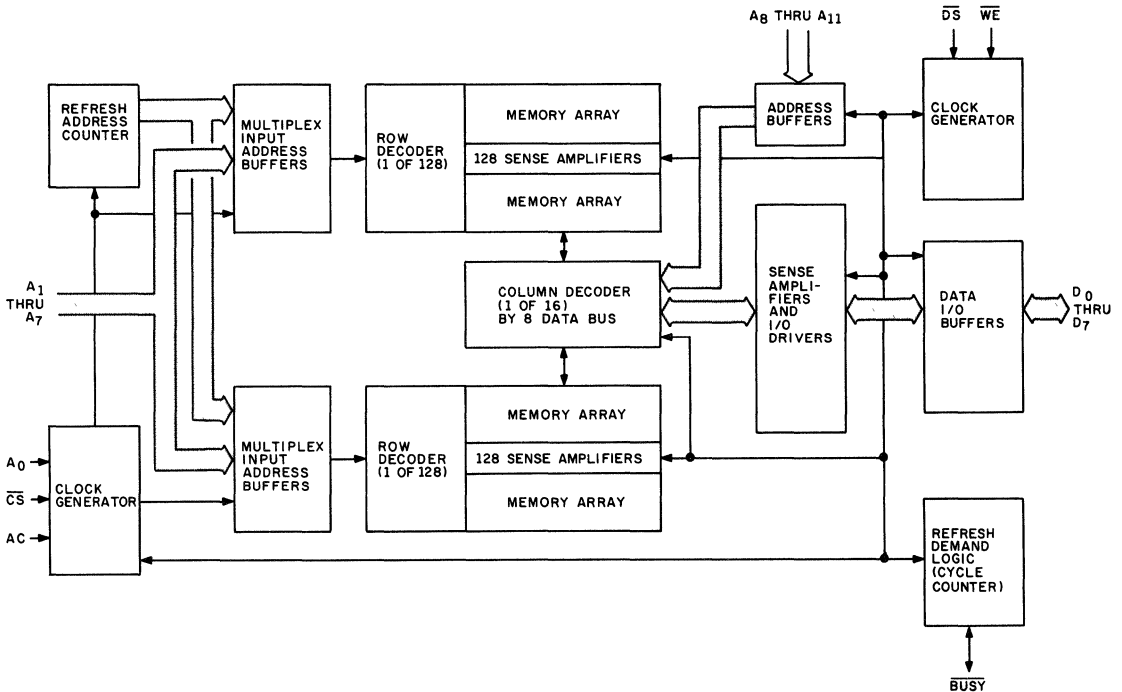 A8 THRU A11
DS WE
REFRESH
ADDRESS
COUNTER
MULTIPLEX
INPUT
ADDRESS
BUFFERS
ROW
DECODER
(1 OF 128)
MEMORY ARRAY
128 SENSE AMPLIFIERS
MEMORY ARRAY
ADDRESS
BUFFERS
CLOCK
GENERATOR
A1
THRU
A7
COLUMN DECODER
(1 OF 16)
BY 8 DATA BUS
SENSE
AMPLI-
FIERS
AND
I/O
DRIVERS
DATA
I/O
BUFFERS
D0
THRU
D7
A0
CS
AC
CLOCK
GENERATOR
MULTIPLEX
INPUT
ADDRESS
BUFFERS
ROW
DECODER
(1 OF 128)
MEMORY ARRAY
128 SENSE AMPLIFIERS
MEMORY ARRAY
REFRESH
DEMAND
LOGIC
(CYCLE
COUNTER)
BUSY